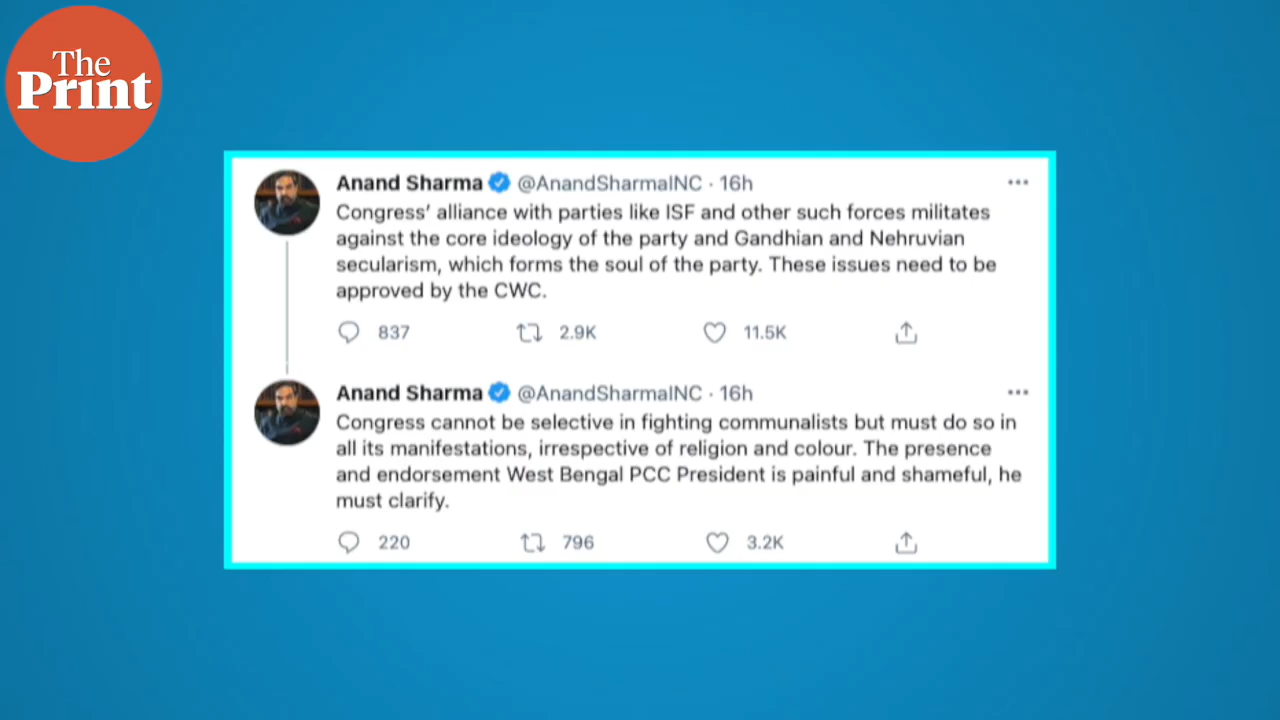 The
Print
Anand Sharma @AnandSharmaINC · 16h
Congress' alliance with parties like ISF and other such forces militates
against the core ideology of the party and Gandhian and Nehruvian
secularism, which forms the soul of the party. These issues need to be
approved by the CWC.
837 2.9K 11.5K
Anand Sharma @AnandSharmaINC · 16h
Congress cannot be selective in fighting communalists but must do so in
all its manifestations, irrespective of religion and colour. The presence
and endorsement West Bengal PCC President is painful and shameful, he
must clarify.
220 796 3.2K